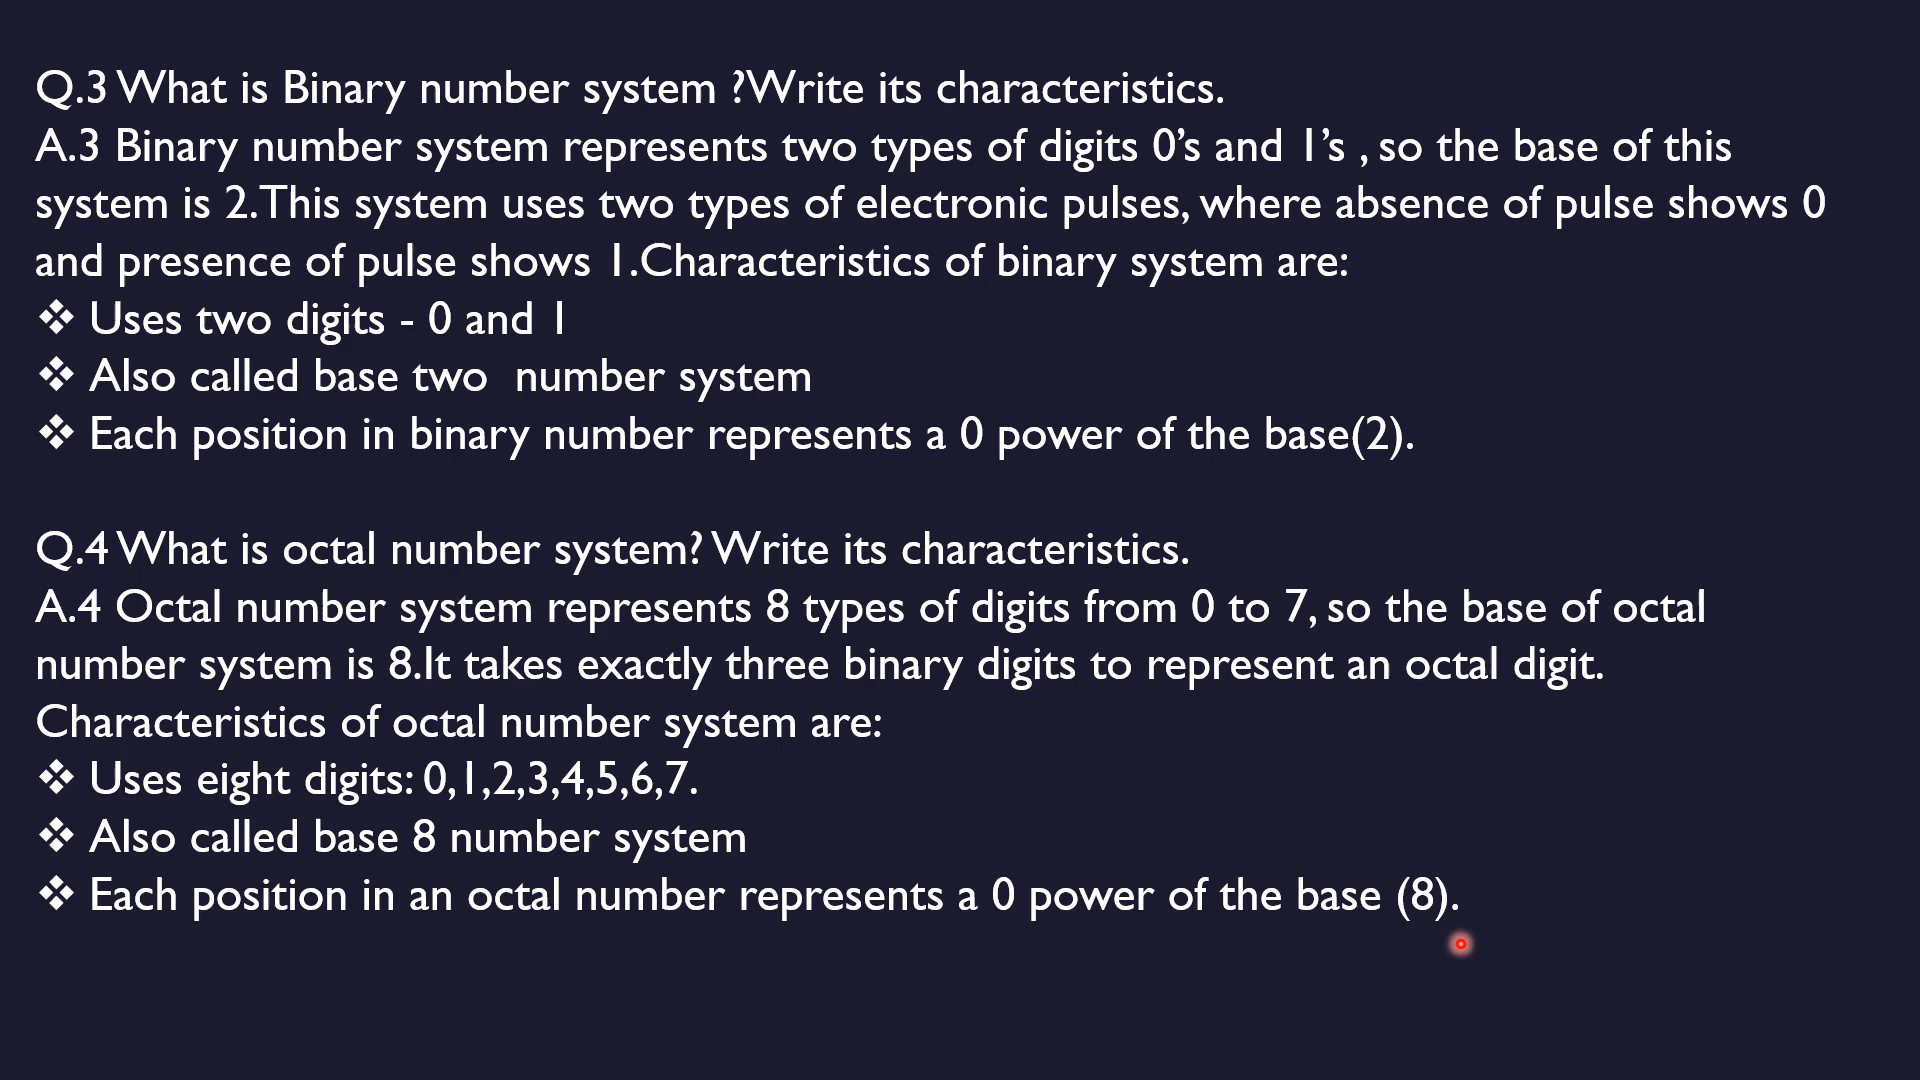 Q.3 What is Binary number system ?Write its characteristics.
A.3 Binary number system represents two types of digits 0’s and 1’s , so the base of this
system is 2.This system uses two types of electronic pulses, where absence of pulse shows 0
and presence of pulse shows 1.Characteristics of binary system are:
❖ Uses two digits - 0 and 1
❖ Also called base two  number system
❖ Each position in binary number represents a 0 power of the base(2).
Q.4 What is octal number system? Write its characteristics.
A.4 Octal number system represents 8 types of digits from 0 to 7, so the base of octal
number system is 8.It takes exactly three binary digits to represent an octal digit.
Characteristics of octal number system are:
❖ Uses eight digits: 0,1,2,3,4,5,6,7.
❖ Also called base 8 number system
❖ Each position in an octal number represents a 0 power of the base (8).